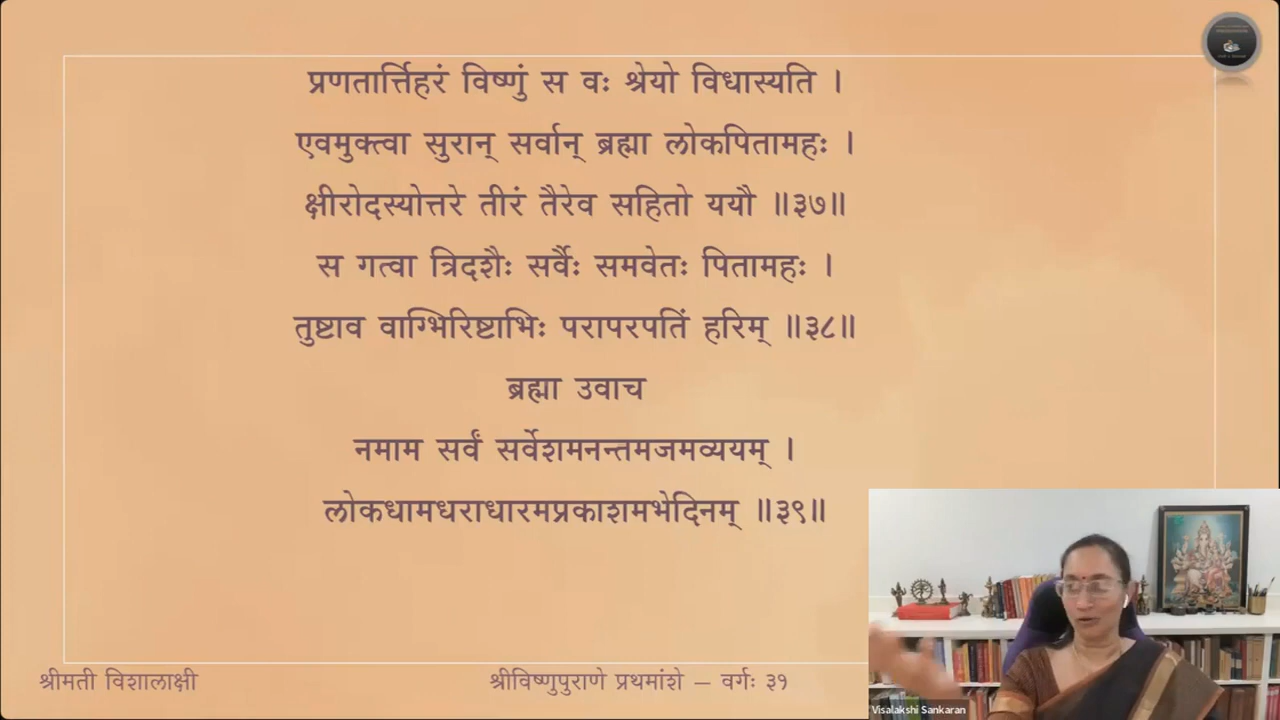 प्रणतार्त्तिहरं विष्णुं स वः श्रेयो विधास्यति ।
एवमुक्त्वा सुरान् सर्वान् ब्रह्मा लोकपितामहः ।
क्षीरोदस्योत्तरे तीरं तैरेव सहितो ययौ ॥३७॥
स गत्वा त्रिदशैः सर्वैः समवेतः पितामहः ।
तुष्टाव वाग्भिरिष्टाभिः परापरपतिं हरिम् ॥३८॥
ब्रह्मा उवाच
नमाम सर्वं सर्वेशमनन्तमजमव्ययम् ।
लोकधामधराधारमप्रकाशमभेदिनम् ॥३९॥
श्रीमती विशालाक्षी
श्रीविष्णुपुराणे प्रथमांशे – वर्गः ३१
Visalakshi Sankaran